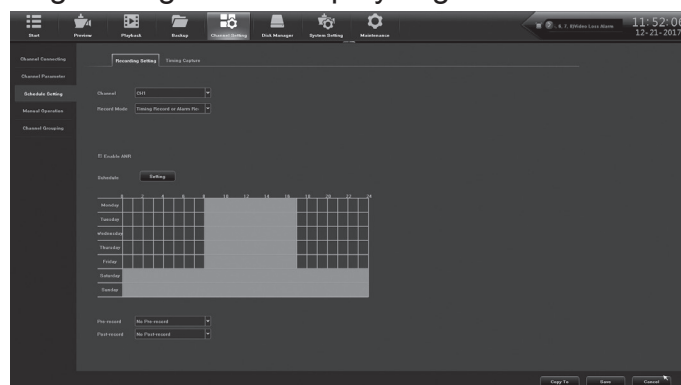 Start Preview Playback Backup Channel Setting Disk Manager System Setting Maintenance
, 6, 7, 8)Video Loss Alarm
11:52:06
12-21-2017
Channel Connecting
Channel Parameter
Schedule Setting
Manual Operation
Channel Grouping
Recording Setting Timing Capture
Channel CH1
Record Mode Timing Record or Alarm Re-
Enable ANR
Schedule Setting
0 2 4 6 8 10 12 14 16 18 20 22 24
Monday
Tuesday
Wednesday
Thursday
Friday
Saturday
Sunday
Pre-record No Pre-record
Post-record No Post-record
Copy To Save Cancel